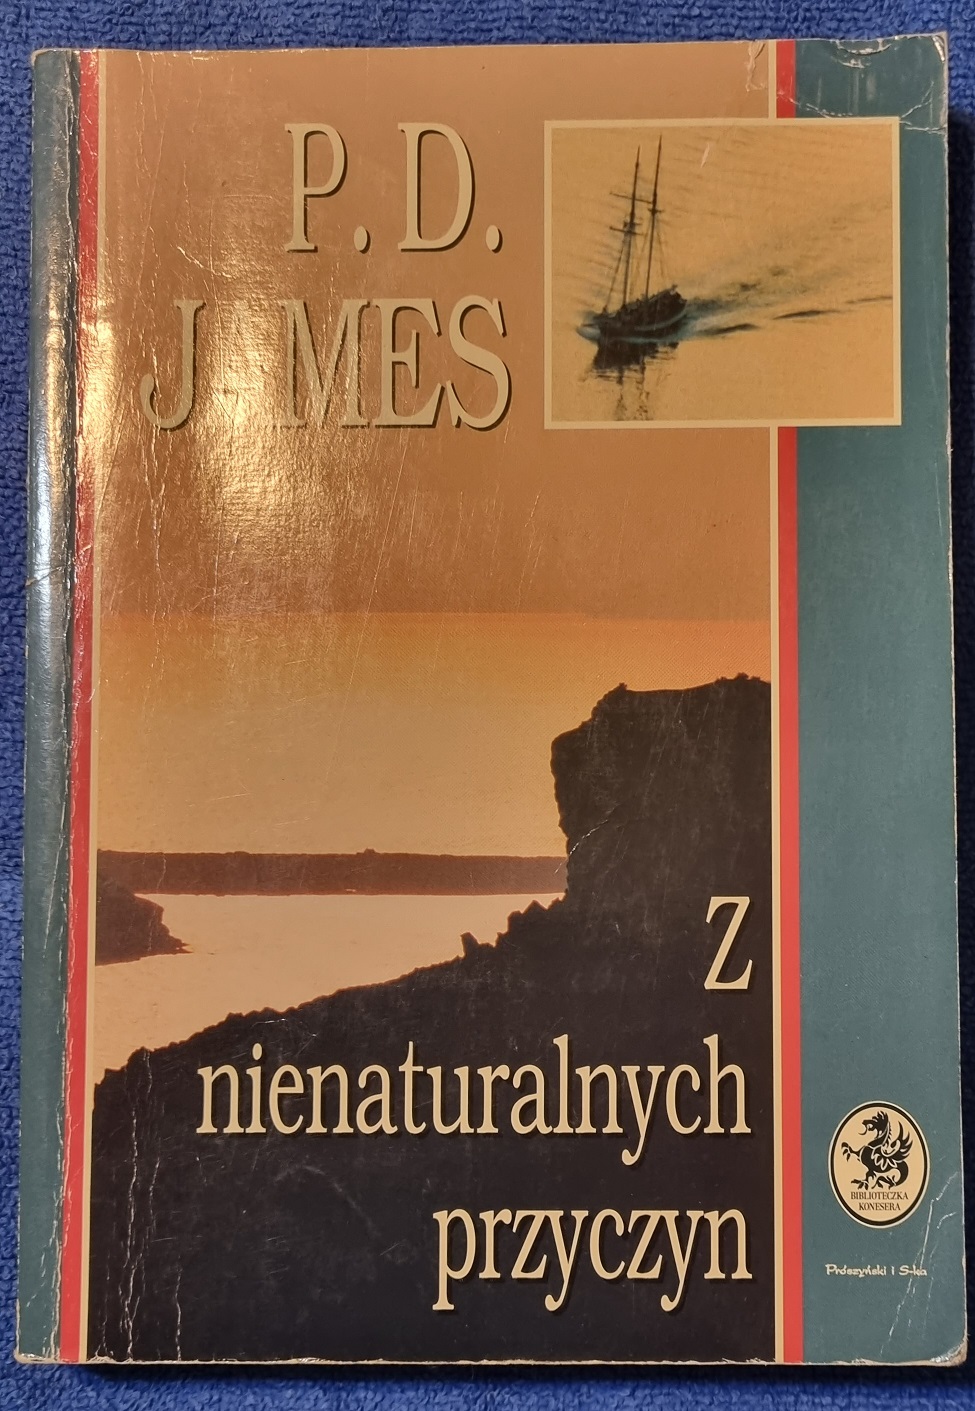 P. D.
JAMES
Z
nienaturalnych
przyczyn
BIBLIOTECZKA
KONESERA
Prószyński i S-ka